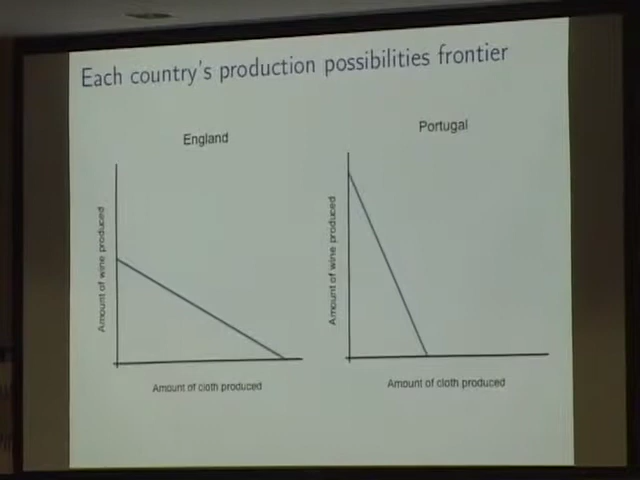 Each country's production possibilities frontier
England
Portugal
Amount of wine produced
Amount of wine produced
Amount of cloth produced
Amount of cloth produced